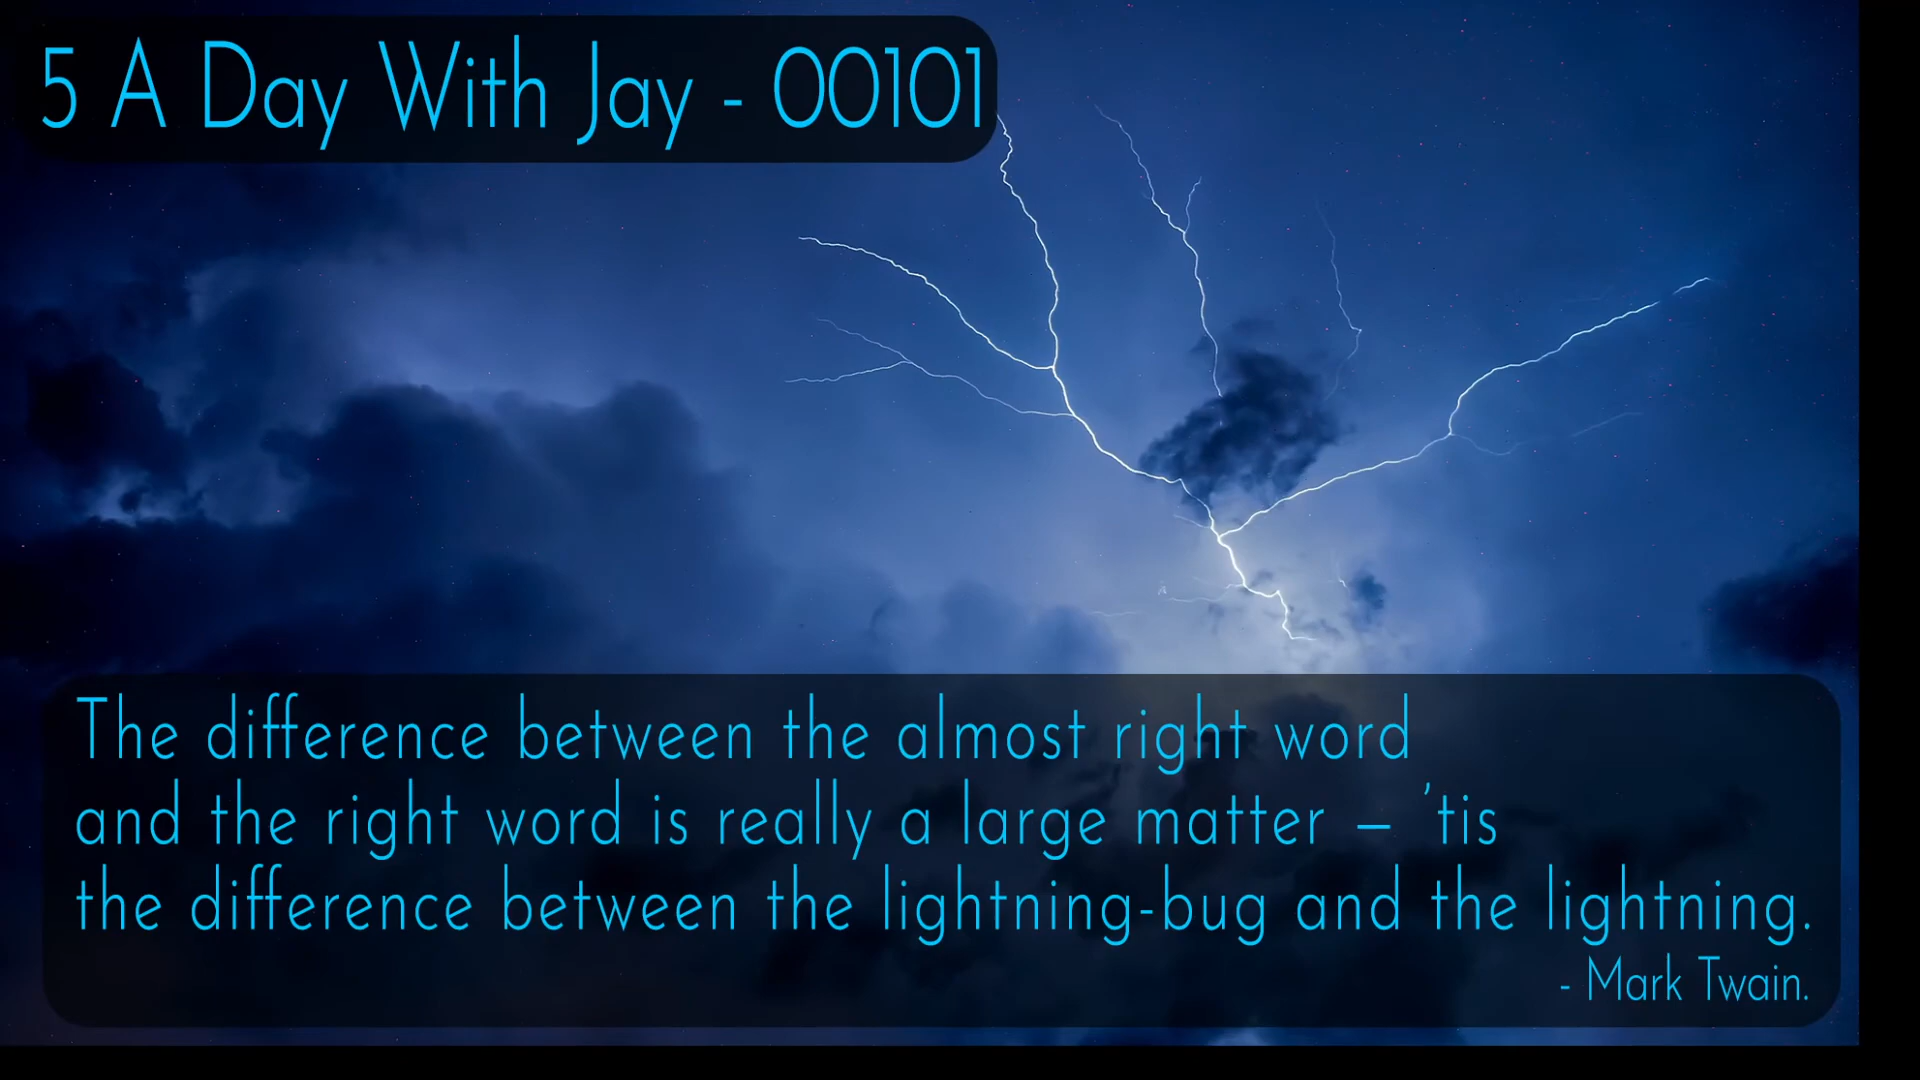 5 A Day With Jay - 00101
The difference between the almost right word
and the right word is really a large matter – ’tis
the difference between the lightning-bug and the lightning.
- Mark Twain.